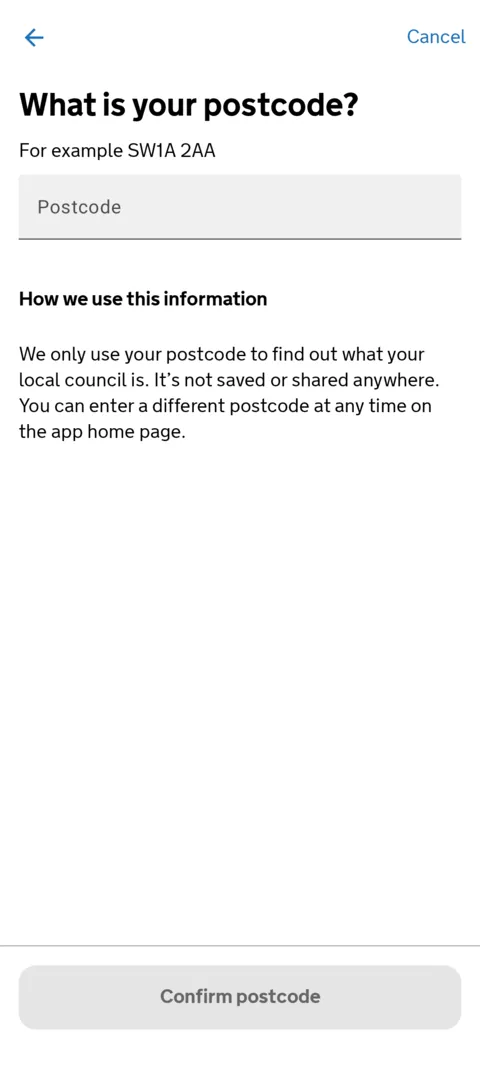 Cancel
What is your postcode?
For example SW1A 2AA
Postcode
How we use this information
We only use your postcode to find out what your
local council is. It’s not saved or shared anywhere.
You can enter a different postcode at any time on
the app home page.
Confirm postcode